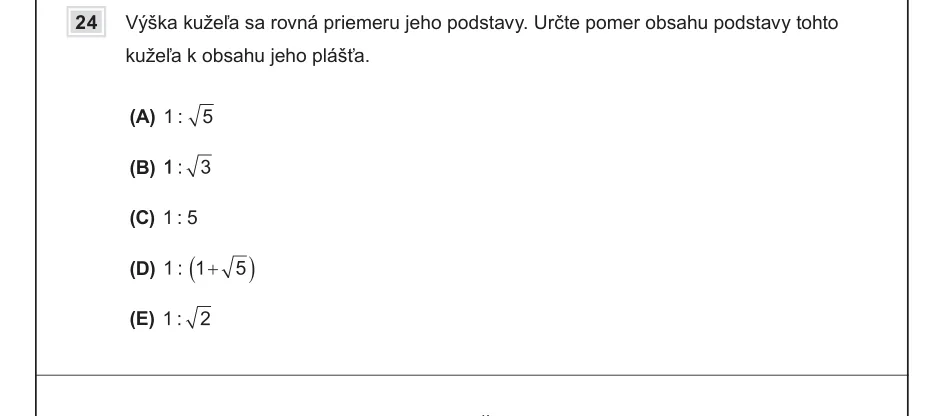 24 Výška kužeľa sa rovná priemeru jeho podstavy. Určte pomer obsahu podstavy tohto
kužeľa k obsahu jeho plášťa.
(A) 1 : √5
(B) 1 : √3
(C) 1 : 5
(D) 1 : (1+√5)
(E) 1 : √2